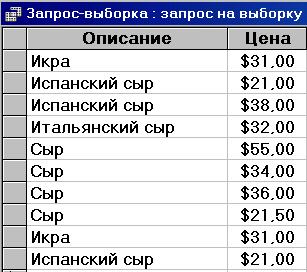 Запрос-выборка : запрос на выборку
Описание Цена
Икра $31,00
Испанский сыр $21,00
Испанский сыр $38,00
Итальянский сыр $32,00
Сыр $55,00
Сыр $34,00
Сыр $36,00
Сыр $21,50
Икра $31,00
Испанский сыр $21,00